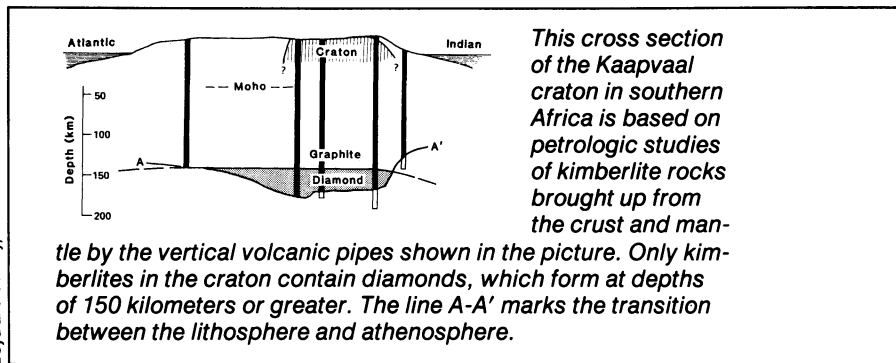 Atlantic
Craton
Indian
?
?
Moho
50
100
150
200
Depth (km)
Graphite
Diamond
A
A'
This cross section
of the Kaapvaal
craton in southern
Africa is based on
petrologic studies
of kimberlite rocks
brought up from
the crust and man-
tle by the vertical volcanic pipes shown in the picture. Only kim-
berlites in the craton contain diamonds, which form at depths
of 150 kilometers or greater. The line A-A' marks the transition
between the lithosphere and athenosphere.